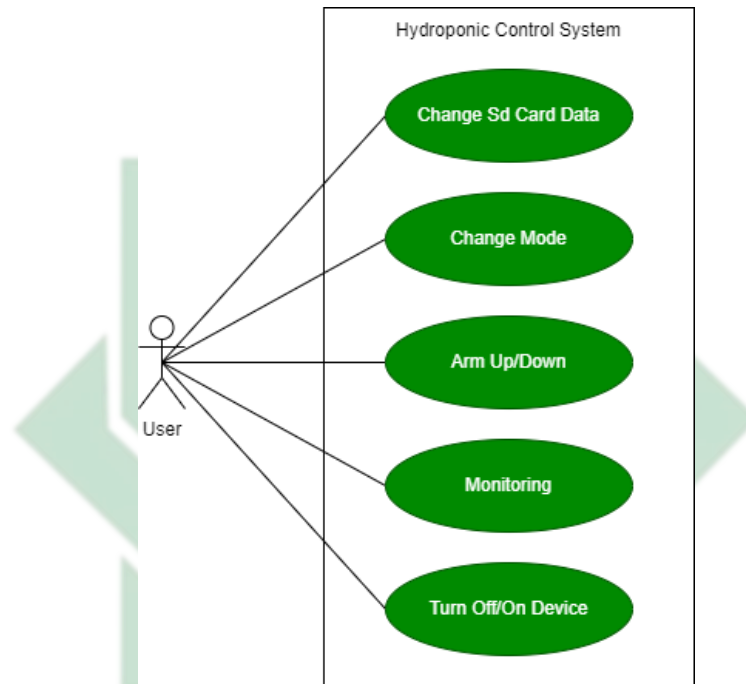 Hydroponic Control System
Change Sd Card Data
Change Mode
Arm Up/Down
User
Monitoring
Turn Off/On Device